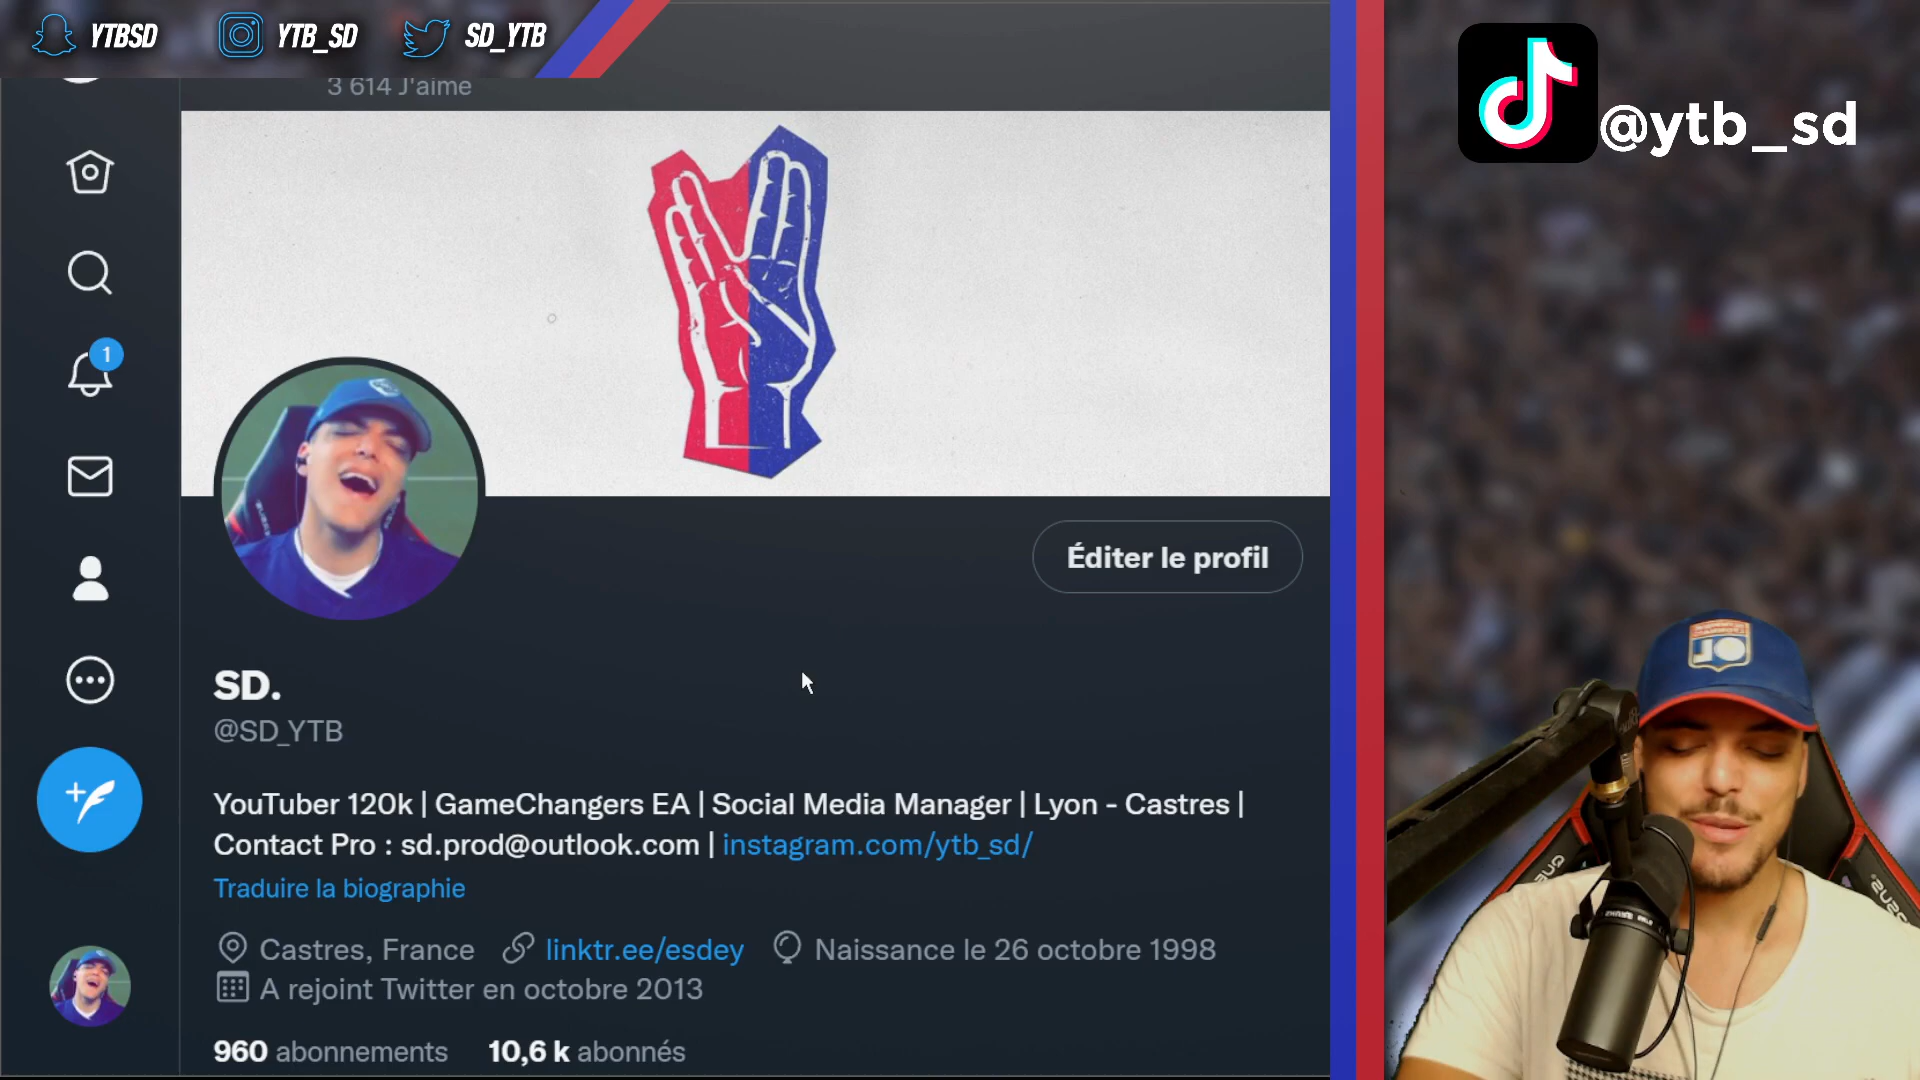 YTBSD
YTB_SD
SD_YTB
@ytb_sd
3 614 J'aime
1
Éditer le profil
SD.
@SD_YTB
YouTuber 120k | GameChangers EA | Social Media Manager | Lyon - Castres |
Contact Pro : sd.prod@outlook.com | instagram.com/ytb_sd/
Traduire la biographie
Castres, France linktr.ee/esdey Naissance le 26 octobre 1998
A rejoint Twitter en octobre 2013
960 abonnements 10,6 k abonnés